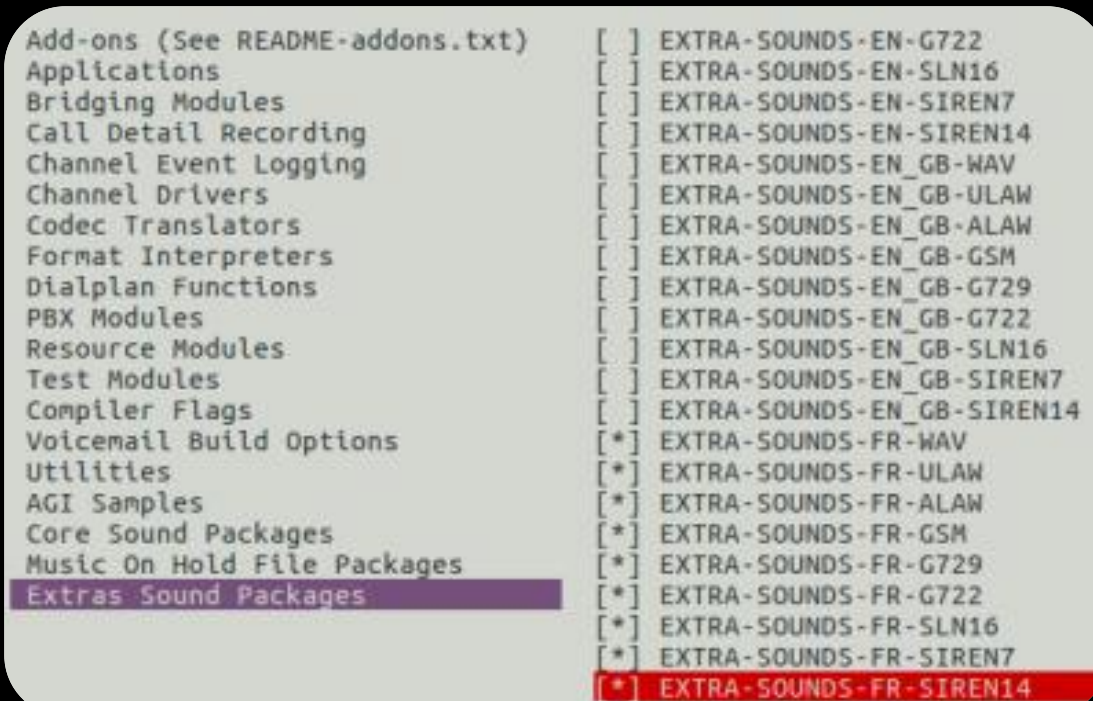 Add-ons (See README-addons.txt)
Applications
Bridging Modules
Call Detail Recording
Channel Event Logging
Channel Drivers
Codec Translators
Format Interpreters
Dialplan Functions
PBX Modules
Resource Modules
Test Modules
Compiler Flags
Voicemail Build Options
Utilities
AGI Samples
Core Sound Packages
Music On Hold File Packages
Extras Sound Packages
[ ] EXTRA-SOUNDS-EN-G722
[ ] EXTRA-SOUNDS-EN-SLN16
[ ] EXTRA-SOUNDS-EN-SIREN7
[ ] EXTRA-SOUNDS-EN-SIREN14
[ ] EXTRA-SOUNDS-EN_GB-WAV
[ ] EXTRA-SOUNDS-EN_GB-ULAW
[ ] EXTRA-SOUNDS-EN_GB-ALAW
[ ] EXTRA-SOUNDS-EN_GB-GSM
[ ] EXTRA-SOUNDS-EN_GB-G729
[ ] EXTRA-SOUNDS-EN_GB-G722
[ ] EXTRA-SOUNDS-EN_GB-SLN16
[ ] EXTRA-SOUNDS-EN_GB-SIREN7
[ ] EXTRA-SOUNDS-EN_GB-SIREN14
[*] EXTRA-SOUNDS-FR-WAV
[*] EXTRA-SOUNDS-FR-ULAW
[*] EXTRA-SOUNDS-FR-ALAW
[*] EXTRA-SOUNDS-FR-GSM
[*] EXTRA-SOUNDS-FR-G729
[*] EXTRA-SOUNDS-FR-G722
[*] EXTRA-SOUNDS-FR-SLN16
[*] EXTRA-SOUNDS-FR-SIREN7
[*] EXTRA-SOUNDS-FR-SIREN14